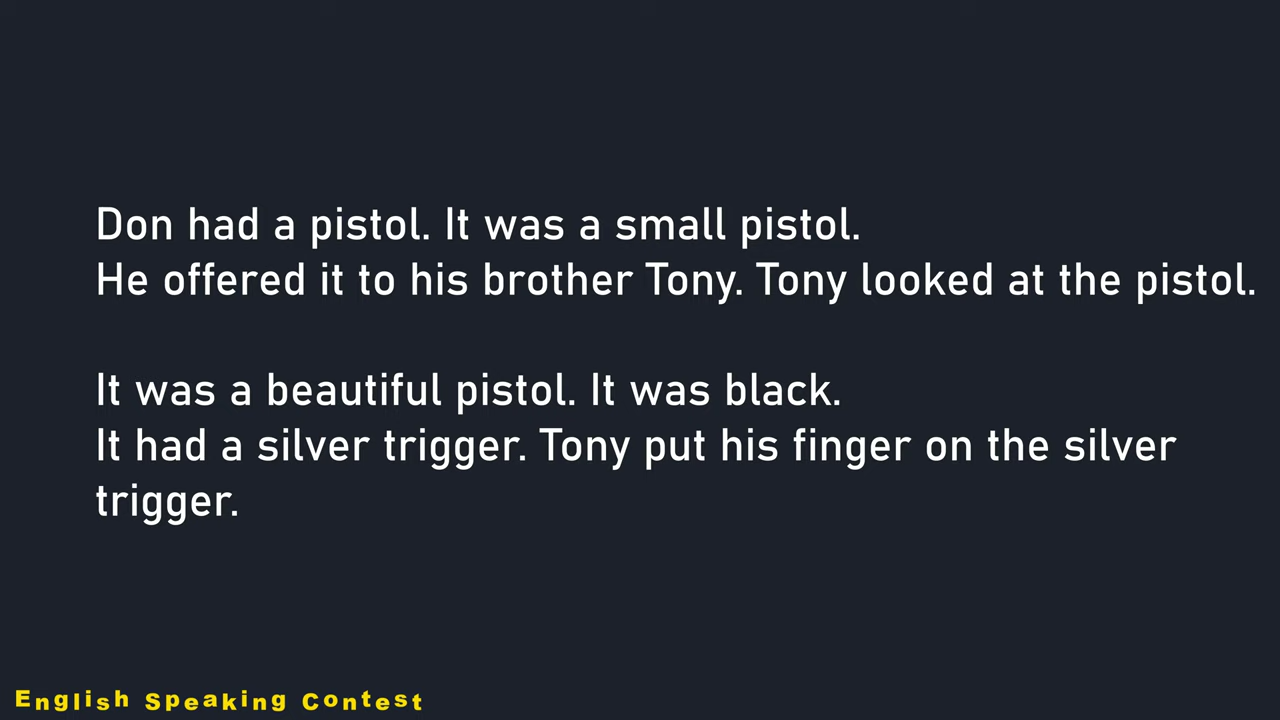 Don had a pistol. It was a small pistol.
He offered it to his brother Tony. Tony looked at the pistol.
It was a beautiful pistol. It was black.
It had a silver trigger. Tony put his finger on the silver
trigger.
English Speaking Contest